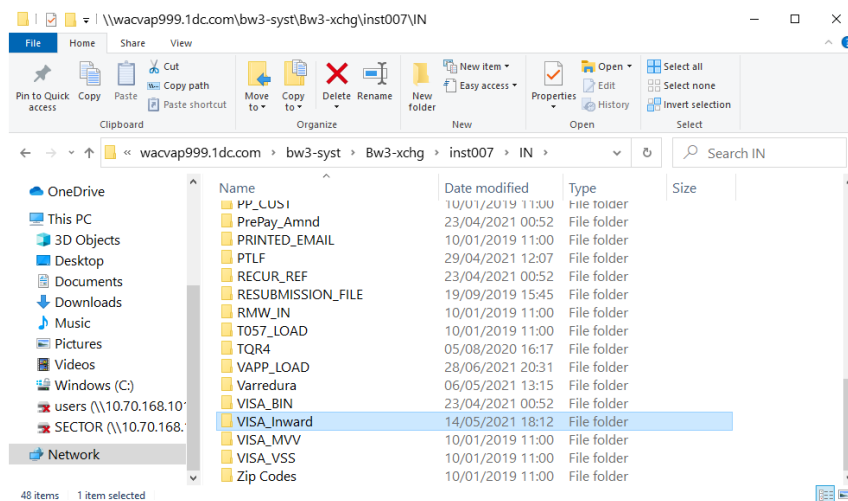 \\wacvap999.1dc.com\bw3-syst\Bw3-xchg\inst007\IN
File Home Share View
Pin to Quick access
Copy
Paste
Cut
Copy path
Paste shortcut
Clipboard
Move to
Copy to
Delete
Rename
Organize
New folder
New item
Easy access
New
Properties
Open
Edit
History
Open
Select all
Select none
Invert selection
Select
« wacvap999.1dc.com › bw3-syst › Bw3-xchg › inst007 › IN ›
Search IN
OneDrive
This PC
3D Objects
Desktop
Documents
Downloads
Music
Pictures
Videos
Windows (C:)
users (\\10.70.168.10
SECTOR (\\10.70.168.
Network
Name Date modified Type Size
PP_CUST 10/01/2019 11:00 File folder
PrePay_Amnd 23/04/2021 00:52 File folder
PRINTED_EMAIL 10/01/2019 11:00 File folder
PTLF 29/04/2021 12:07 File folder
RECUR_REF 23/04/2021 00:52 File folder
RESUBMISSION_FILE 19/09/2019 15:45 File folder
RMW_IN 10/01/2019 11:00 File folder
T057_LOAD 10/01/2019 11:00 File folder
TQR4 05/08/2020 16:17 File folder
VAPP_LOAD 28/06/2021 20:31 File folder
Varredura 06/05/2021 13:15 File folder
VISA_BIN 23/04/2021 00:52 File folder
VISA_Inward 14/05/2021 18:12 File folder
VISA_MVV 10/01/2019 11:00 File folder
VISA_VSS 10/01/2019 11:00 File folder
Zip Codes 10/01/2019 11:00 File folder
48 items 1 item selected